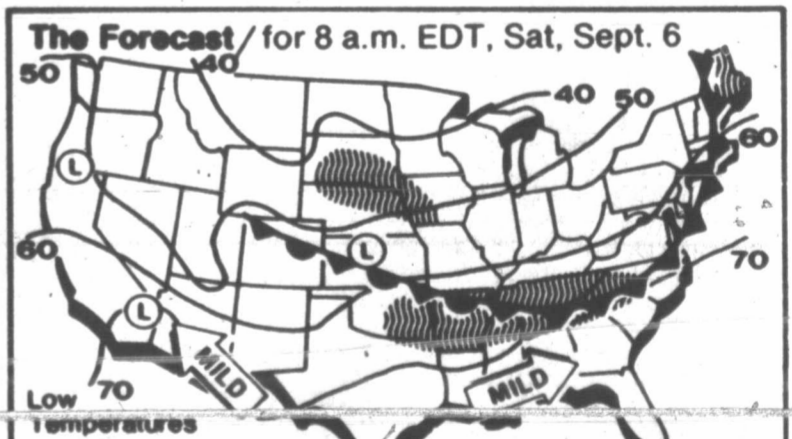 The Forecast / for 8 a.m. EDT, Sat, Sept. 6
50
40
40
50
60
L
60
L
70
L
MILD
MILD
70
Low
Temperatures